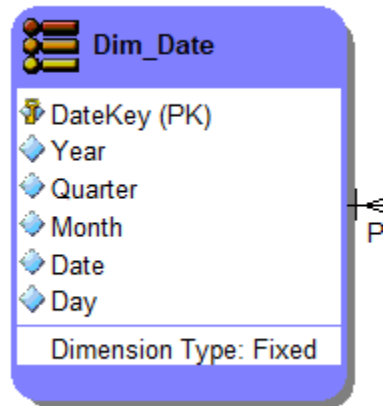 Dim_Date
DateKey (PK)
Year
Quarter
Month
P
Date
Day
Dimension Type: Fixed